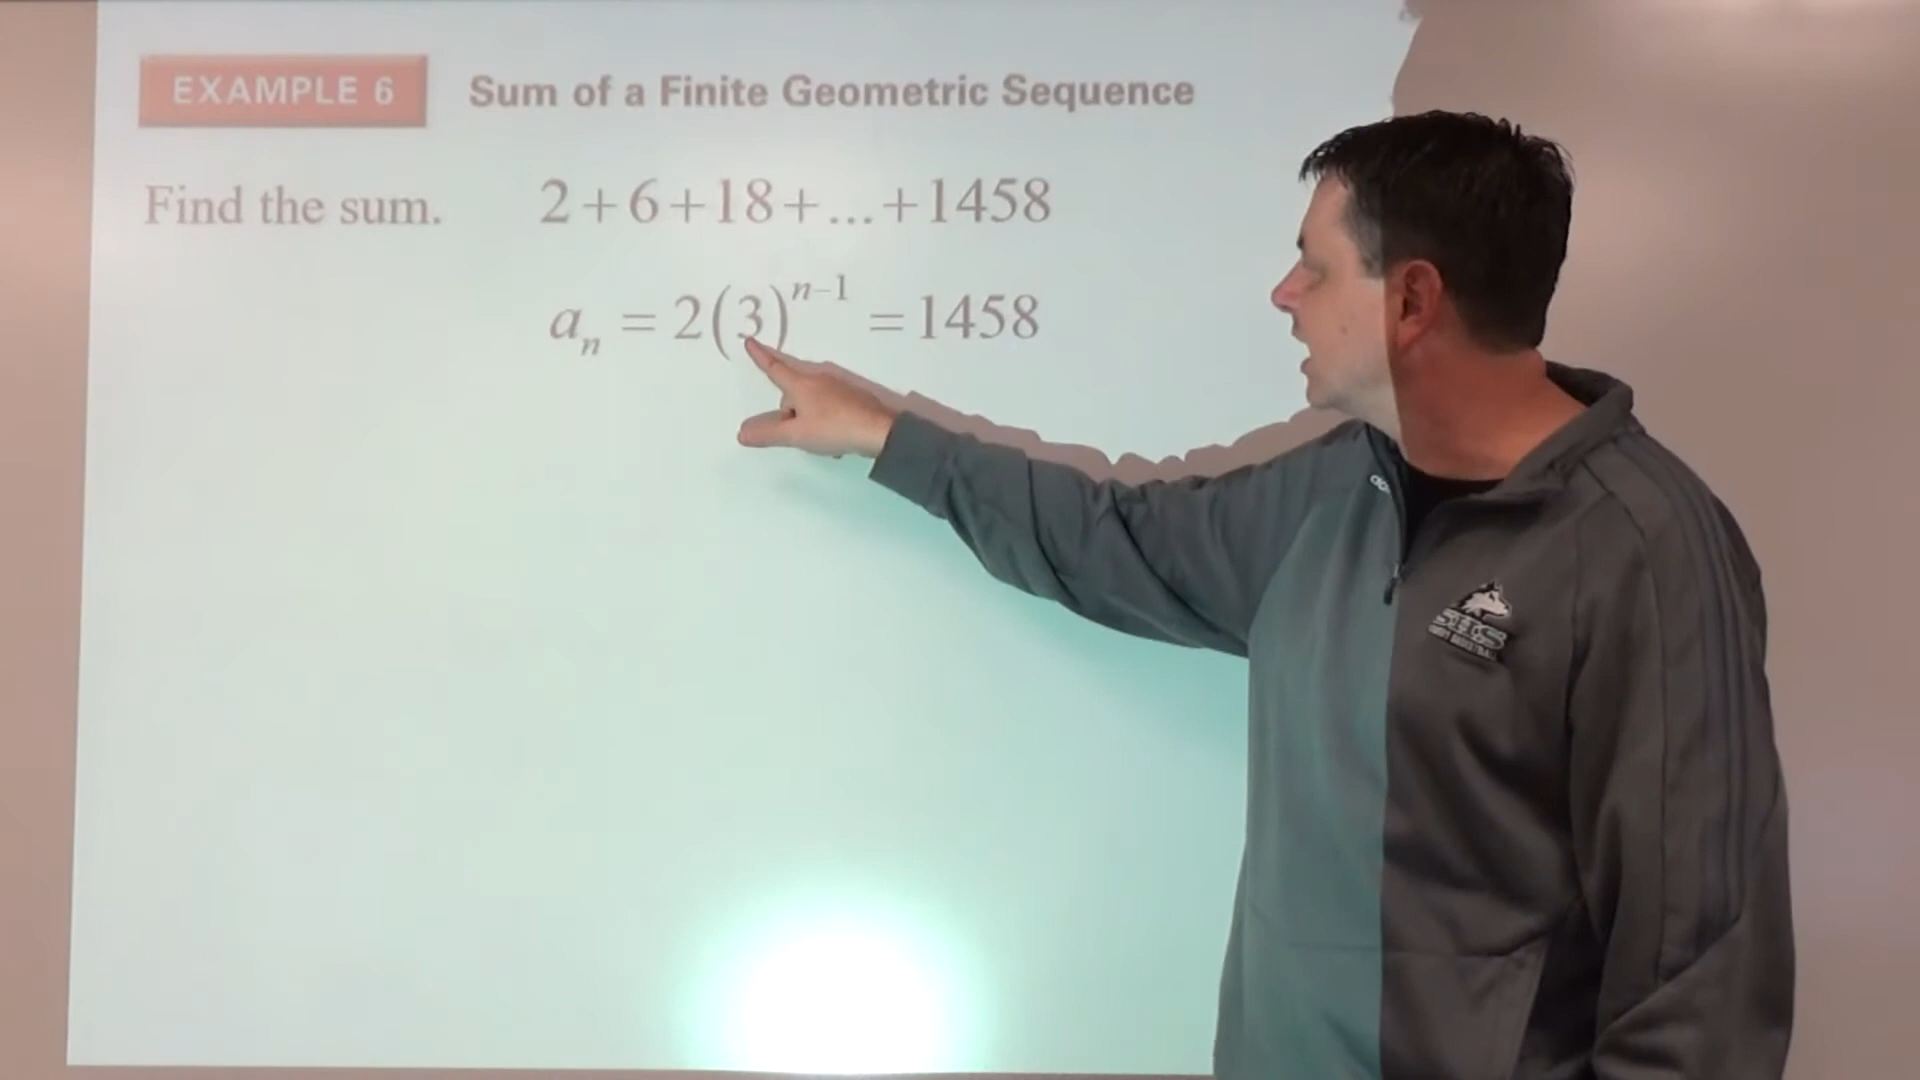 EXAMPLE 6 Sum of a Finite Geometric Sequence
Find the sum. 2+6+18+...+1458
aₙ = 2(3)ⁿ⁻¹ = 1458
SHS